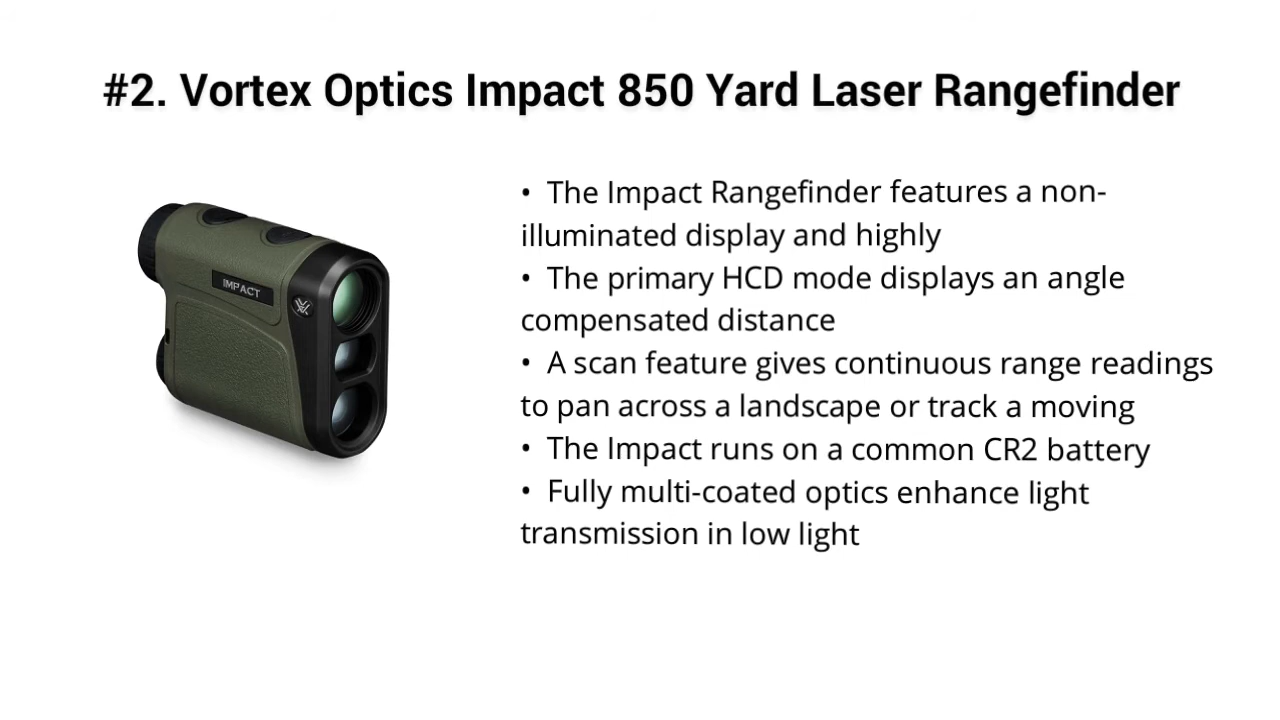 #2. Vortex Optics Impact 850 Yard Laser Rangefinder
IMPACT
• The Impact Rangefinder features a non-
illuminated display and highly
• The primary HCD mode displays an angle
compensated distance
• A scan feature gives continuous range readings
to pan across a landscape or track a moving
• The Impact runs on a common CR2 battery
• Fully multi-coated optics enhance light
transmission in low light